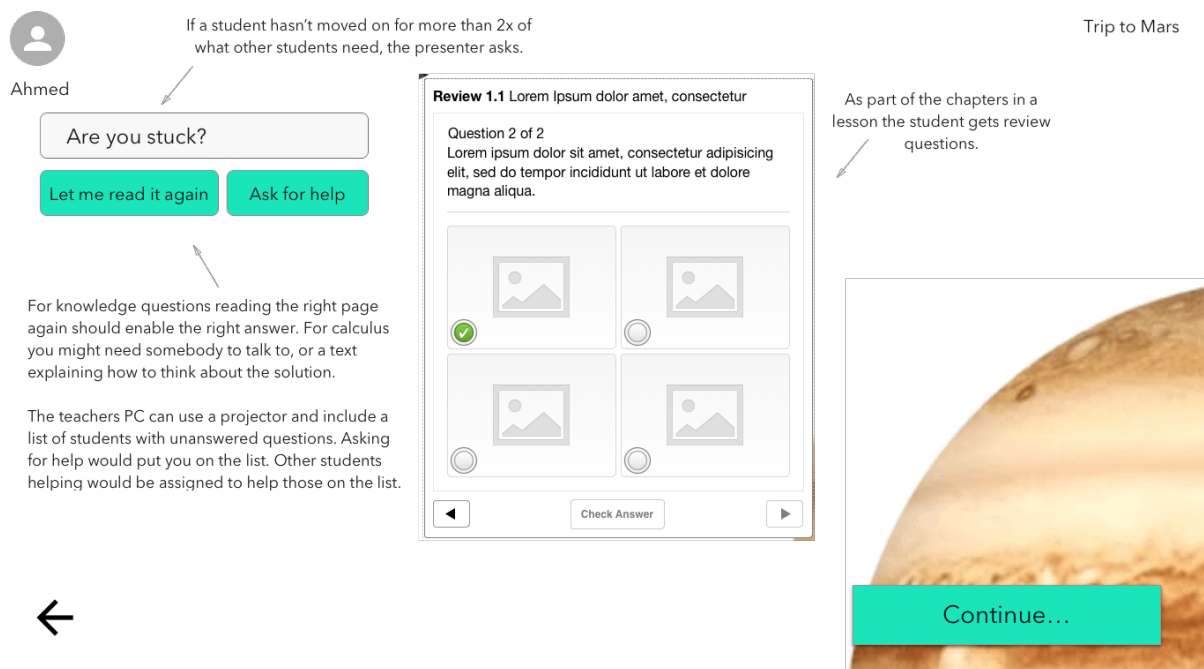 If a student hasn't moved on for more than 2x of
what other students need, the presenter asks.
Trip to Mars
Ahmed
Are you stuck?
Let me read it again
Ask for help
For knowledge questions reading the right page
again should enable the right answer. For calculus
you might need somebody to talk to, or a text
explaining how to think about the solution.
The teachers PC can use a projector and include a
list of students with unanswered questions. Asking
for help would put you on the list. Other students
helping would be assigned to help those on the list.
Review 1.1 Lorem Ipsum dolor amet, consectetur
Question 2 of 2
Lorem ipsum dolor sit amet, consectetur adipisicing
elit, sed do tempor incididunt ut labore et dolore
magna aliqua.
Check Answer
As part of the chapters in a
lesson the student gets review
questions.
Continue...